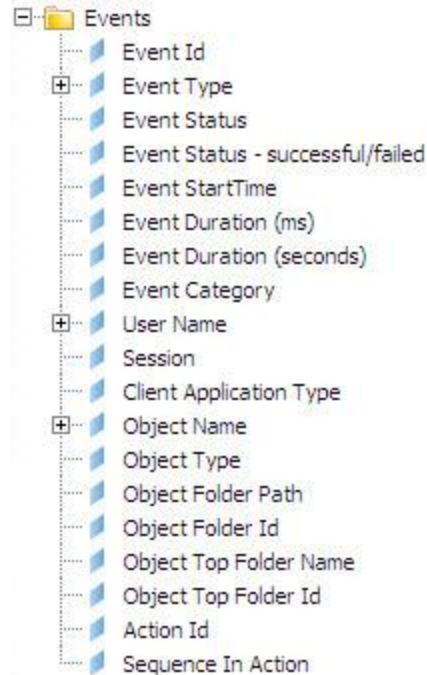 Events
Event Id
Event Type
Event Status
Event Status - successful/failed
Event StartTime
Event Duration (ms)
Event Duration (seconds)
Event Category
User Name
Session
Client Application Type
Object Name
Object Type
Object Folder Path
Object Folder Id
Object Top Folder Name
Object Top Folder Id
Action Id
Sequence In Action